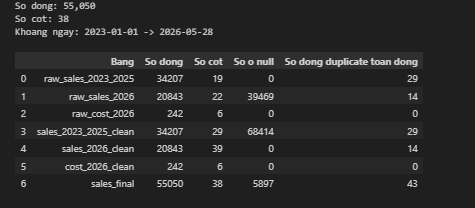 So dong: 55,050
So cot: 38
Khoang ngay: 2023-01-01 -> 2026-05-28
Bang So dong So cot So o null So dong duplicate toan dong
0 raw_sales_2023_2025 34207 19 0 29
1 raw_sales_2026 20843 22 39469 14
2 raw_cost_2026 242 6 0 0
3 sales_2023_2025_clean 34207 29 68414 29
4 sales_2026_clean 20843 39 0 14
5 cost_2026_clean 242 6 0 0
6 sales_final 55050 38 5897 43